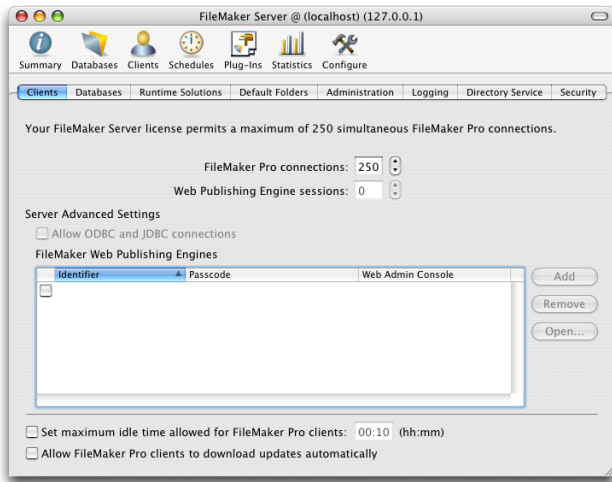 FileMaker Server @ (localhost) (127.0.0.1)
Summary Databases Clients Schedules Plug-Ins Statistics Configure
Clients Databases Runtime Solutions Default Folders Administration Logging Directory Service Security
Your FileMaker Server license permits a maximum of 250 simultaneous FileMaker Pro connections.
FileMaker Pro connections: 250
Web Publishing Engine sessions: 0
Server Advanced Settings
Allow ODBC and JDBC connections
FileMaker Web Publishing Engines
Identifier Passcode Web Admin Console
Add
Remove
Open...
Set maximum idle time allowed for FileMaker Pro clients: 00:10 (hh:mm)
Allow FileMaker Pro clients to download updates automatically